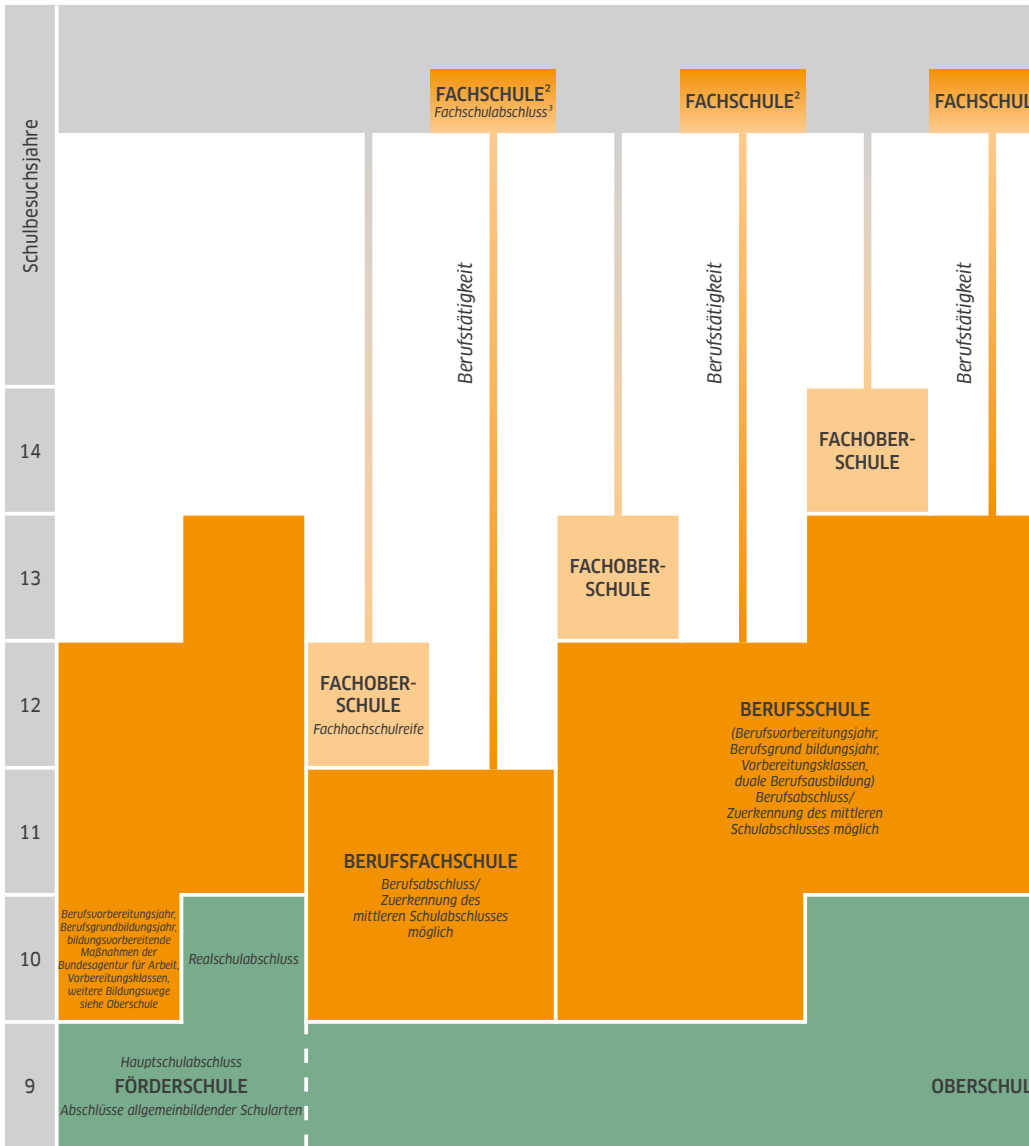 Schulbesuchsjahre
FACHSCHULE²
Fachschulabschluss³
FACHSCHULE²
FACHSCHUL
Berufstätigkeit
Berufstätigkeit
Berufstätigkeit
14
FACHOBER-
SCHULE
13
FACHOBER-
SCHULE
12
FACHOBER-
SCHULE
Fachhochschulreife
BERUFSSCHULE
(Berufsvorbereitungsjahr,
Berufsgrund bildungsjahr,
Vorbereitungsklassen,
duale Berufsausbildung)
Berufsabschluss/
Zuerkennung des mittleren
Schulabschlusses möglich
11
BERUFSFACHSCHULE
Berufsabschluss/
Zuerkennung des
mittleren Schulabschlusses
möglich
10
Berufsvorbereitungsjahr,
Berufsgrundbildungsjahr,
bildungsvorbereitende
Maßnahmen der
Bundesagentur für Arbeit,
Vorbereitungsklassen,
weitere Bildungswege
siehe Oberschule
Realschulabschluss
9
Hauptschulabschluss
FÖRDERSCHULE
Abschlüsse allgemeinbildender Schularten
OBERSCHUL